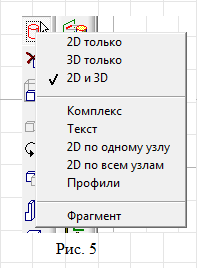 2D только
3D только
2D и 3D
Комплекс
Текст
2D по одному узлу
2D по всем узлам
Профили
Фрагмент
Рис. 5